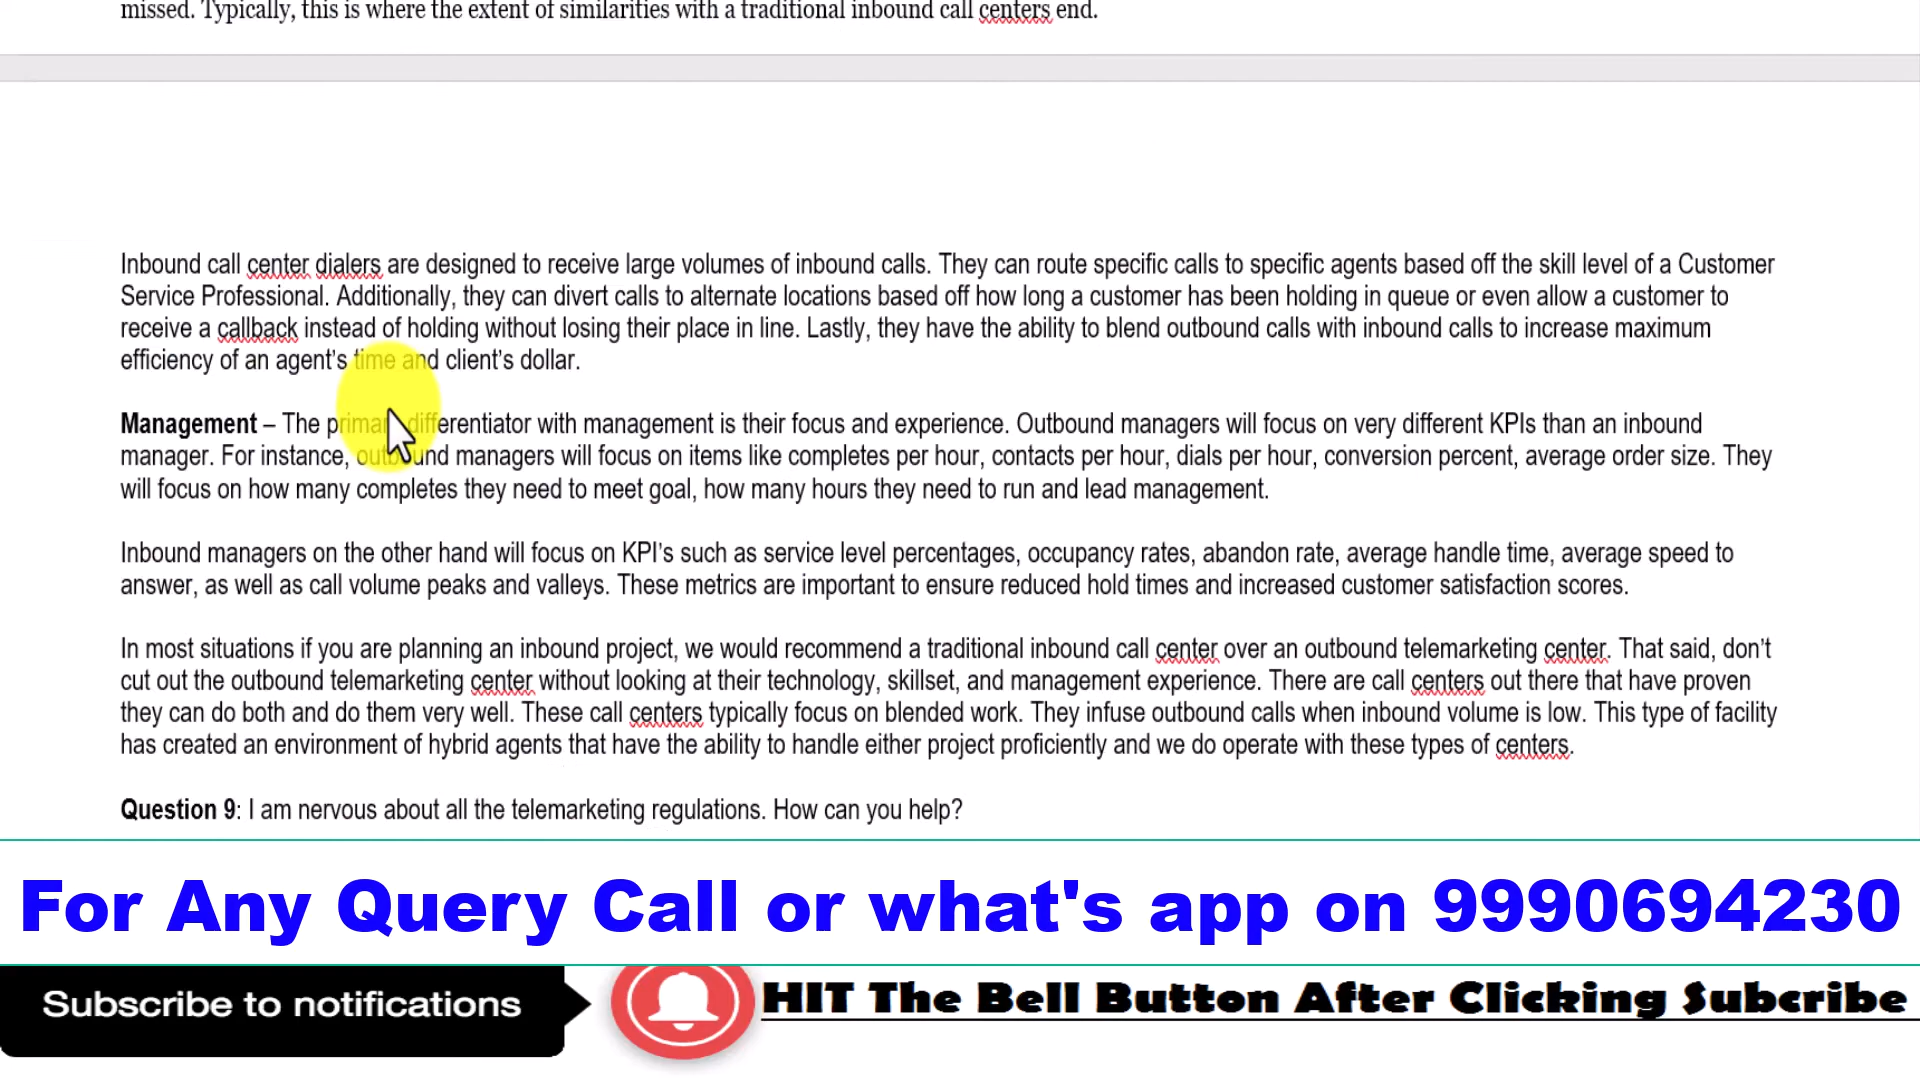 missed. Typically, this is where the extent of similarities with a traditional inbound call centers end.
Inbound call center dialers are designed to receive large volumes of inbound calls. They can route specific calls to specific agents based off the skill level of a Customer
Service Professional. Additionally, they can divert calls to alternate locations based off how long a customer has been holding in queue or even allow a customer to
receive a callback instead of holding without losing their place in line. Lastly, they have the ability to blend outbound calls with inbound calls to increase maximum
efficiency of an agent’s time and client’s dollar.
Management – The primary differentiator with management is their focus and experience. Outbound managers will focus on very different KPIs than an inbound
manager. For instance, outbound managers will focus on items like completes per hour, contacts per hour, dials per hour, conversion percent, average order size. They
will focus on how many completes they need to meet goal, how many hours they need to run and lead management.
Inbound managers on the other hand will focus on KPI’s such as service level percentages, occupancy rates, abandon rate, average handle time, average speed to
answer, as well as call volume peaks and valleys. These metrics are important to ensure reduced hold times and increased customer satisfaction scores.
In most situations if you are planning an inbound project, we would recommend a traditional inbound call center over an outbound telemarketing center. That said, don’t
cut out the outbound telemarketing center without looking at their technology, skillset, and management experience. There are call centers out there that have proven
they can do both and do them very well. These call centers typically focus on blended work. They infuse outbound calls when inbound volume is low. This type of facility
has created an environment of hybrid agents that have the ability to handle either project proficiently and we do operate with these types of centers.
Question 9: I am nervous about all the telemarketing regulations. How can you help?
For Any Query Call or what's app on 9990694230
Subscribe to notifications
HIT The Bell Button After Clicking Subcribe